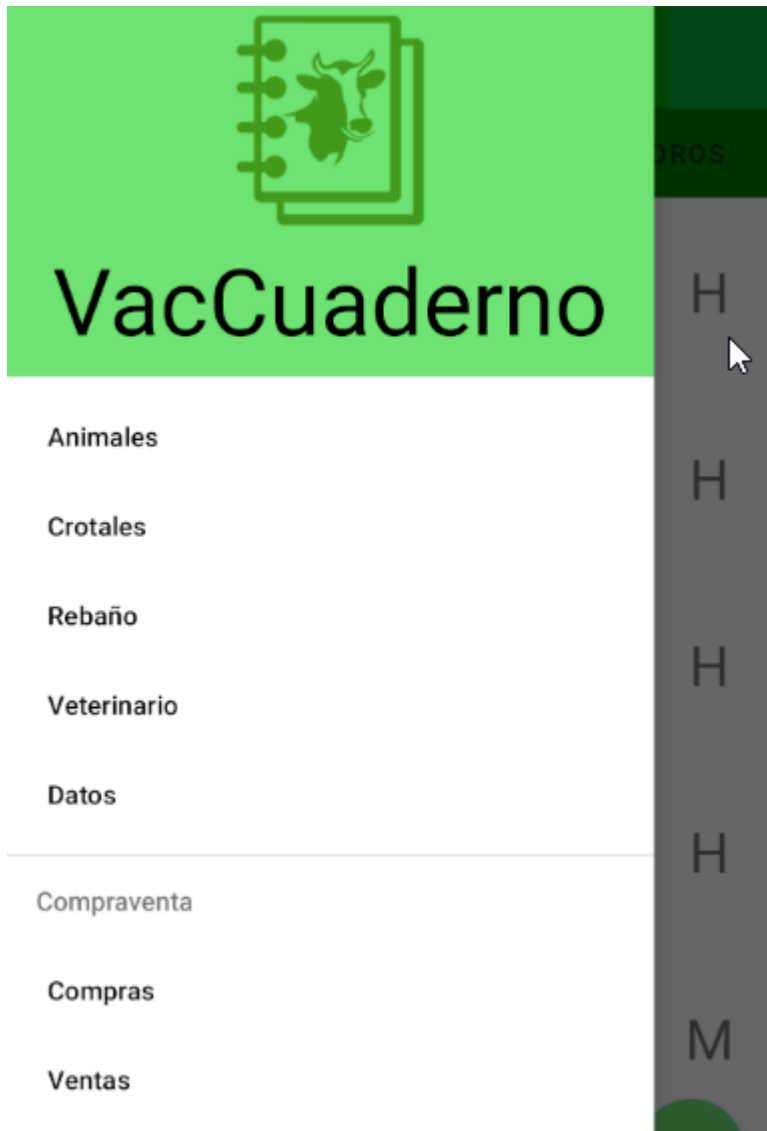 VacCuaderno
Animales
Crotales
Rebaño
Veterinario
Datos
Compraventa
Compras
Ventas
H
H
H
H
M